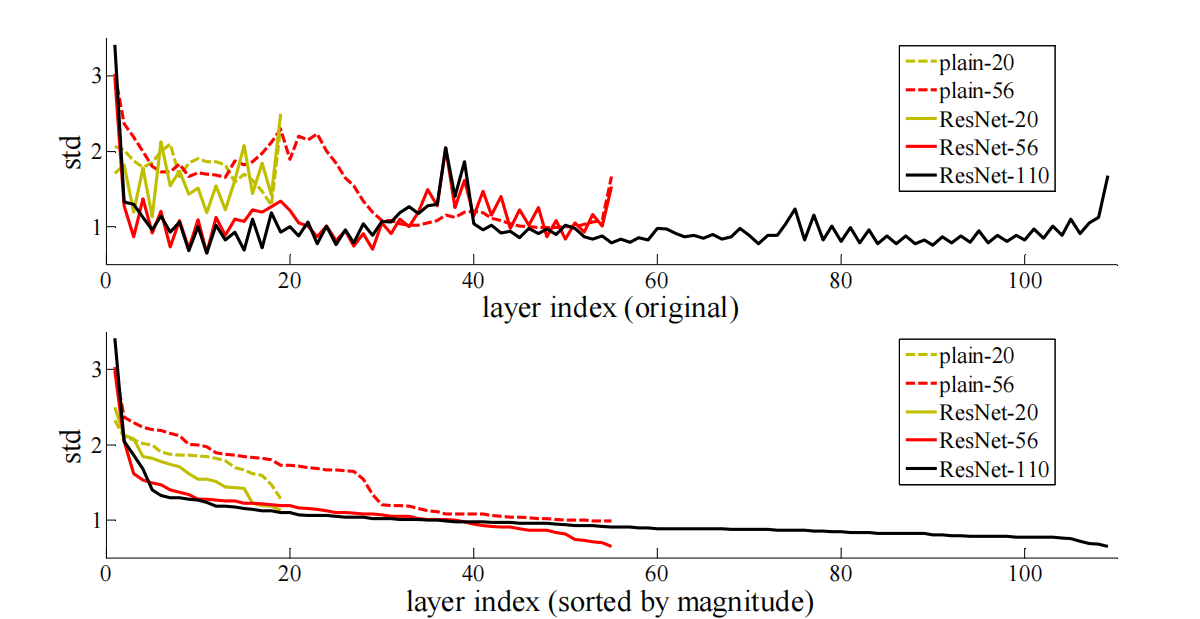 plain-20
plain-56
ResNet-20
ResNet-56
ResNet-110
std
3
2
1
0 20 40 60 80 100
layer index (original)
plain-20
plain-56
ResNet-20
ResNet-56
ResNet-110
std
3
2
1
0 20 40 60 80 100
layer index (sorted by magnitude)